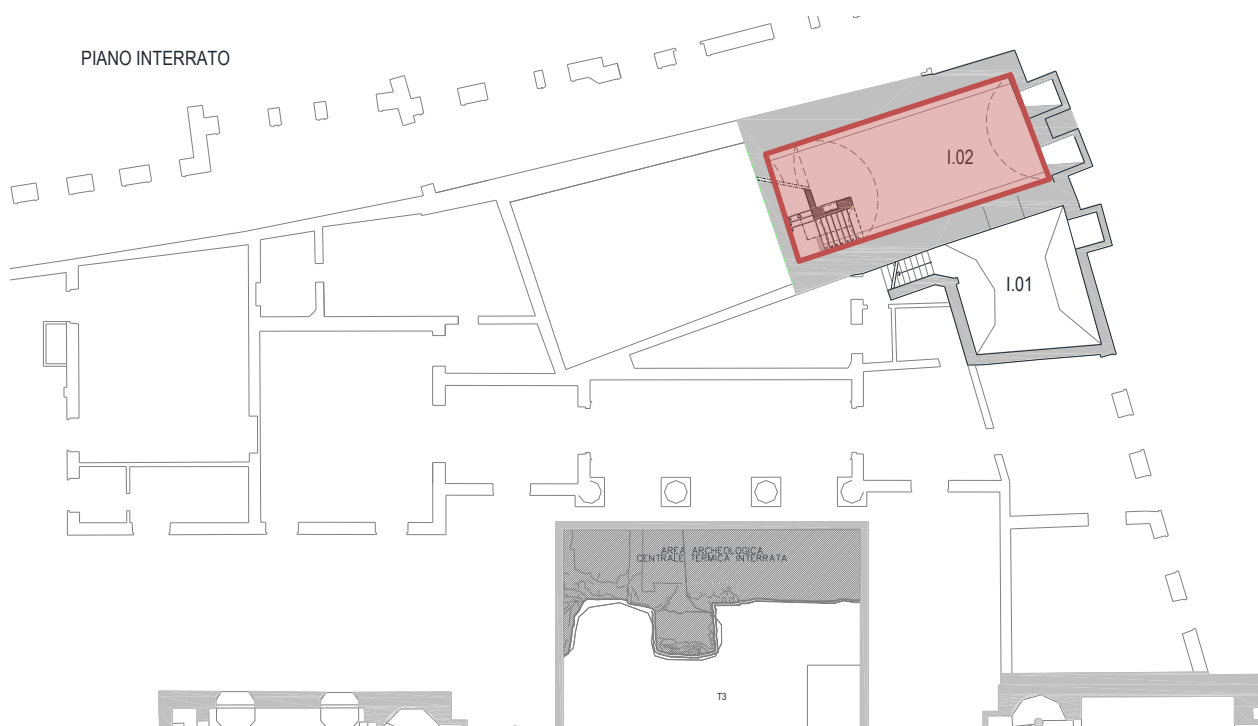 PIANO INTERRATO
I.02
I.01
AREA ARCHEOLOGICA
CENTRALE TERMICA INTERRATA
T3